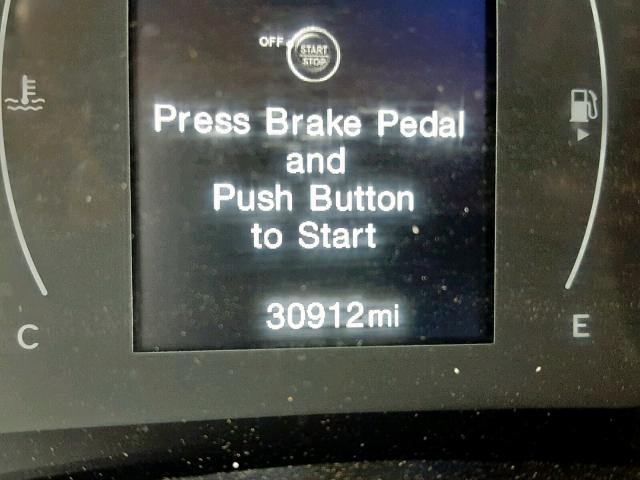 OFF
START
STOP
Press Brake Pedal
and
Push Button
to Start
30912mi
C
E